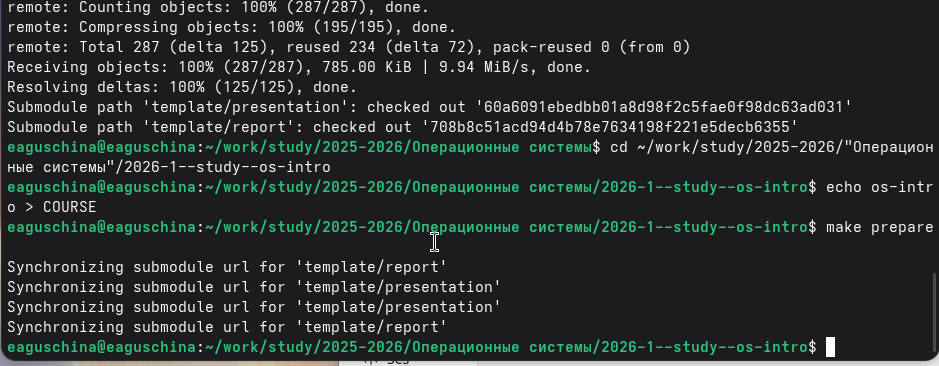 remote: Counting objects: 100% (287/287), done.
remote: Compressing objects: 100% (195/195), done.
remote: Total 287 (delta 125), reused 234 (delta 72), pack-reused 0 (from 0)
Receiving objects: 100% (287/287), 785.00 KiB | 9.94 MiB/s, done.
Resolving deltas: 100% (125/125), done.
Submodule path 'template/presentation': checked out '60a6091ebedbb01a8d98f2c5fae0f98dc63ad031'
Submodule path 'template/report': checked out '708b8c51acd94d4b78e7634198f221e5decb6355'
eaguschina@eaguschina:~/work/study/2025-2026/Операционные системы$ cd ~/work/study/2025-2026/"Операцион
ные системы"/2026-1--study--os-intro
eaguschina@eaguschina:~/work/study/2025-2026/Операционные системы/2026-1--study--os-intro$ echo os-intr
o > COURSE
eaguschina@eaguschina:~/work/study/2025-2026/Операционные системы/2026-1--study--os-intro$ make prepare
Synchronizing submodule url for 'template/report'
Synchronizing submodule url for 'template/presentation'
Synchronizing submodule url for 'template/presentation'
Synchronizing submodule url for 'template/report'
eaguschina@eaguschina:~/work/study/2025-2026/Операционные системы/2026-1--study--os-intro$